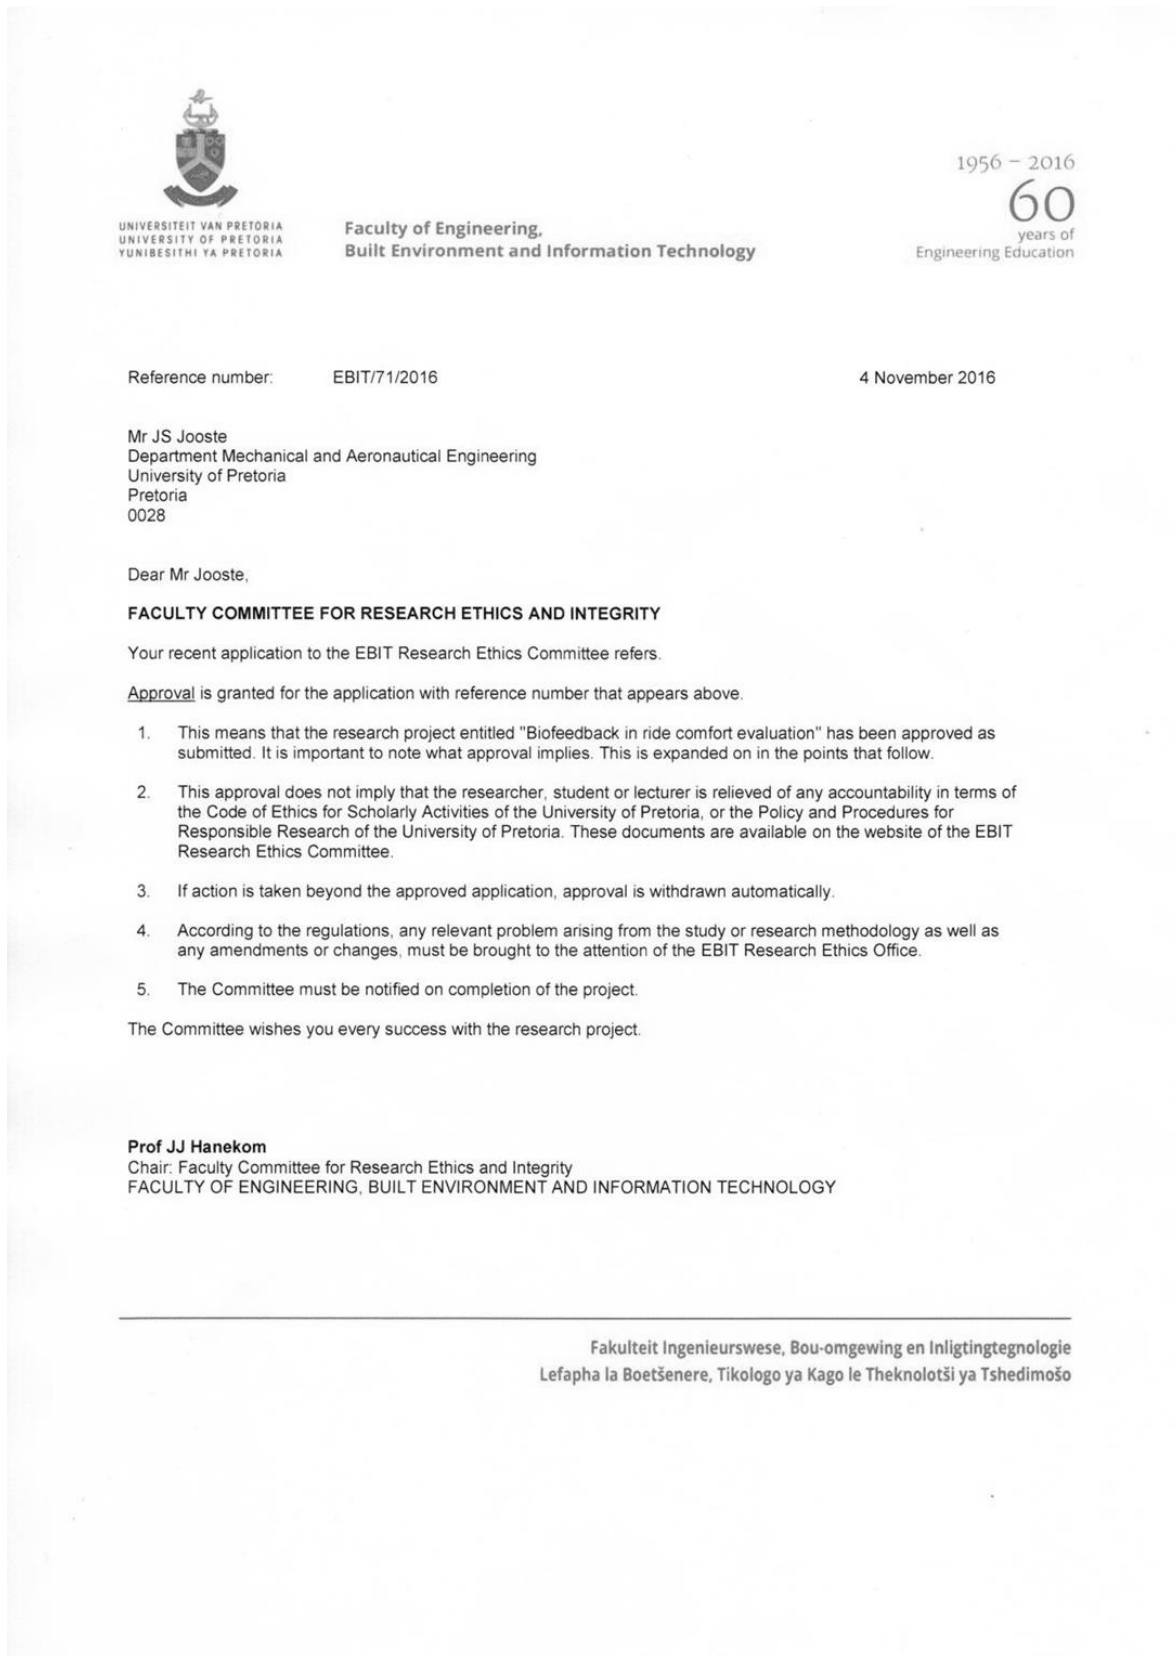 UNIVERSITEIT VAN PRETORIA
UNIVERSITY OF PRETORIA
YUNIBESITHI YA PRETORIA
Faculty of Engineering,
Built Environment and Information Technology
1956 – 2016
60
years of
Engineering Education
Reference number: EBIT/71/2016 4 November 2016
Mr JS Jooste
Department Mechanical and Aeronautical Engineering
University of Pretoria
Pretoria
0028
Dear Mr Jooste,
FACULTY COMMITTEE FOR RESEARCH ETHICS AND INTEGRITY
Your recent application to the EBIT Research Ethics Committee refers.
Approval is granted for the application with reference number that appears above.
1. This means that the research project entitled "Biofeedback in ride comfort evaluation" has been approved as
submitted. It is important to note what approval implies. This is expanded on in the points that follow.
2. This approval does not imply that the researcher, student or lecturer is relieved of any accountability in terms of
the Code of Ethics for Scholarly Activities of the University of Pretoria, or the Policy and Procedures for
Responsible Research of the University of Pretoria. These documents are available on the website of the EBIT
Research Ethics Committee.
3. If action is taken beyond the approved application, approval is withdrawn automatically.
4. According to the regulations, any relevant problem arising from the study or research methodology as well as
any amendments or changes, must be brought to the attention of the EBIT Research Ethics Office.
5. The Committee must be notified on completion of the project.
The Committee wishes you every success with the research project.
Prof JJ Hanekom
Chair: Faculty Committee for Research Ethics and Integrity
FACULTY OF ENGINEERING, BUILT ENVIRONMENT AND INFORMATION TECHNOLOGY
Fakulteit Ingenieurswese, Bou-omgewing en Inligtingtegnologie
Lefapha la Boetšenere, Tikologo ya Kago le Theknolotši ya Tshedimošo